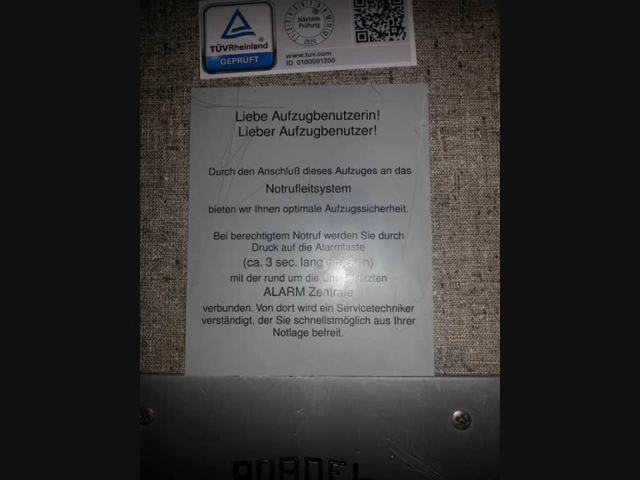 TÜVRheinland
GEPRÜFT
Nächste
Prüfung
www.tuv.com
ID 0100001200
Liebe Aufzugbenutzerin!
Lieber Aufzugbenutzer!
Durch den Anschluß dieses Aufzuges an das
Notrufleitsystem
bieten wir Ihnen optimale Aufzugssicherheit.
Bei berechtigtem Notruf werden Sie durch
Druck auf die Alarmtaste
(ca. 3 sec. lang drücken)
mit der rund um die
ALARM Zentrale
verbunden. Von dort wird ein Servicetechniker
verständigt, der Sie schnellstmöglich aus Ihrer
Notlage befreit.